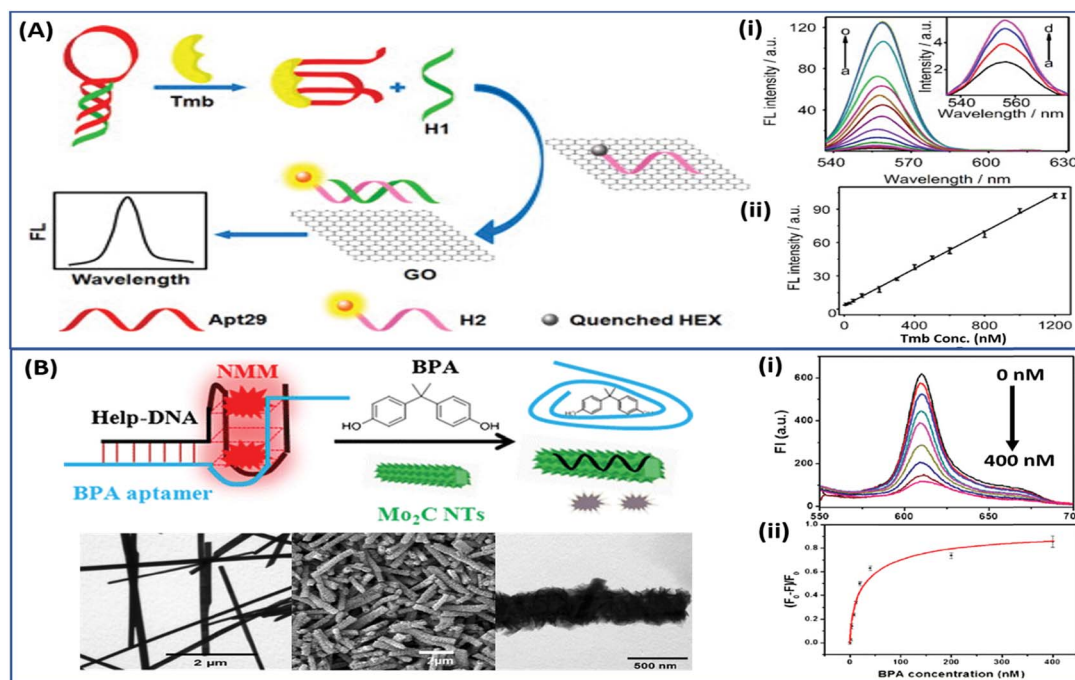 (A)
Tmb
+
H1
FL
Wavelength
GO
Apt29
H2
Quenched HEX
(i)
FL intensity / a.u.
120
80
40
o
a
540
570
600
630
Wavelength / nm
Intensity / a.u.
4
2
d
a
540
560
Wavelength / nm
(ii)
FL intensity / a.u.
90
60
30
0
0
400
800
1200
Tmb Conc. (nM)
(B)
NMM
Help-DNA
BPA aptamer
BPA
HO
OH
Mo₂C NTs
HO
2 µm
2µm
500 nm
(i)
FI (a.u.)
600
400
200
0
0 nM
400 nM
550
600
650
(ii)
(F₀-F)/F₀
0.8
0.6
0.4
0.2
0.0
0
100
200
300
400
BPA concentration (nM)